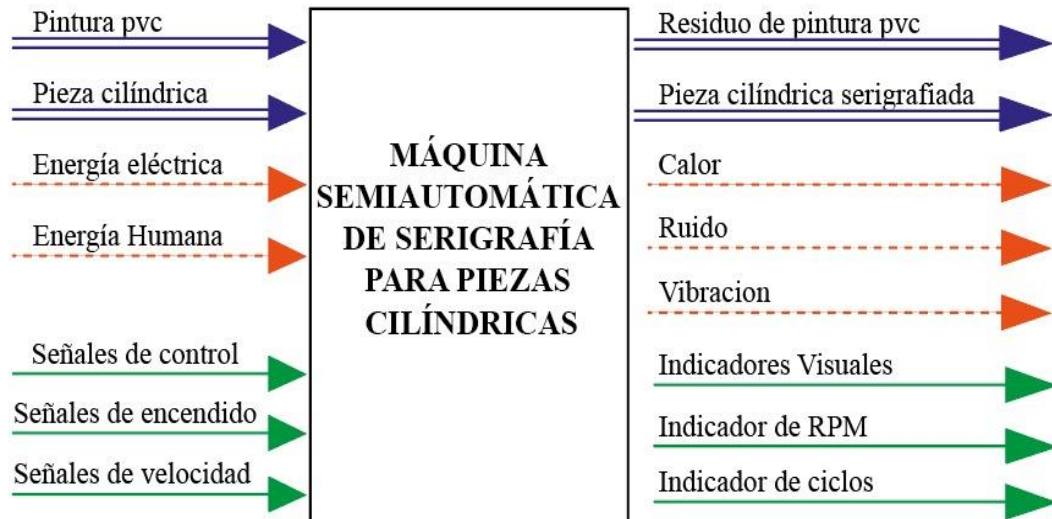 Pintura pvc
Pieza cilíndrica
Energía eléctrica
Energía Humana
Señales de control
Señales de encendido
Señales de velocidad
MÁQUINA
SEMIAUTOMÁTICA
DE SERIGRAFÍA
PARA PIEZAS
CILÍNDRICAS
Residuo de pintura pvc
Pieza cilíndrica serigrafiada
Calor
Ruido
Vibracion
Indicadores Visuales
Indicador de RPM
Indicador de ciclos